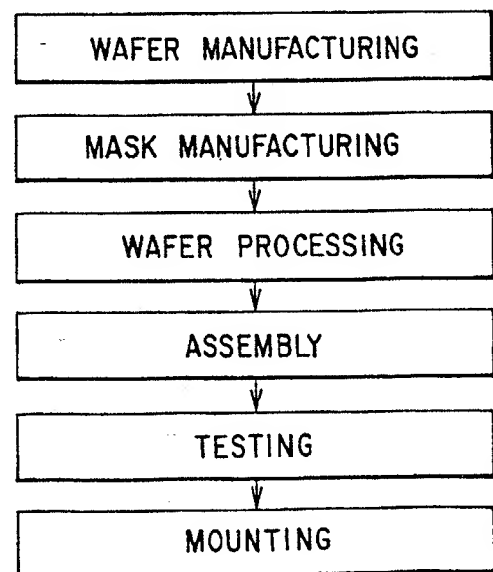 WAFER MANUFACTURING
MASK MANUFACTURING
WAFER PROCESSING
ASSEMBLY
TESTING
MOUNTING